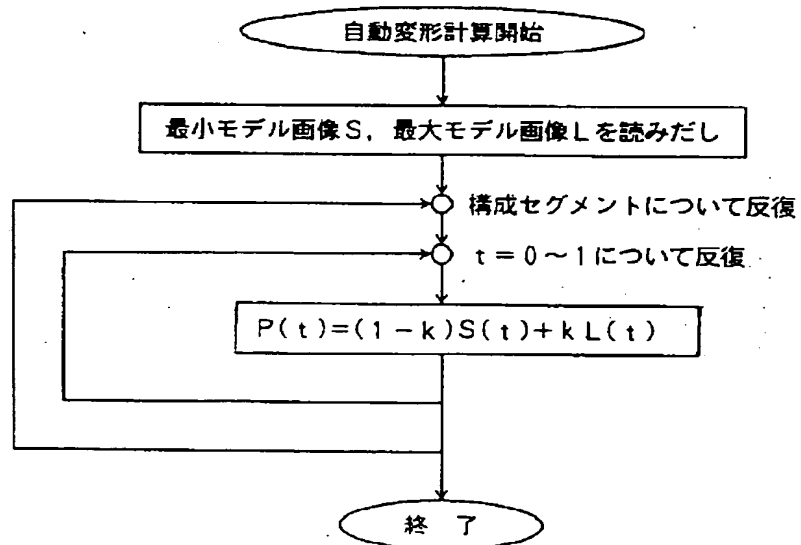 自動変形計算開始
最小モデル画像S，最大モデル画像Lを読みだし
構成セグメントについて反復
t＝0～1について反復
P(t)=(1-k)S(t)+kL(t)
終 了